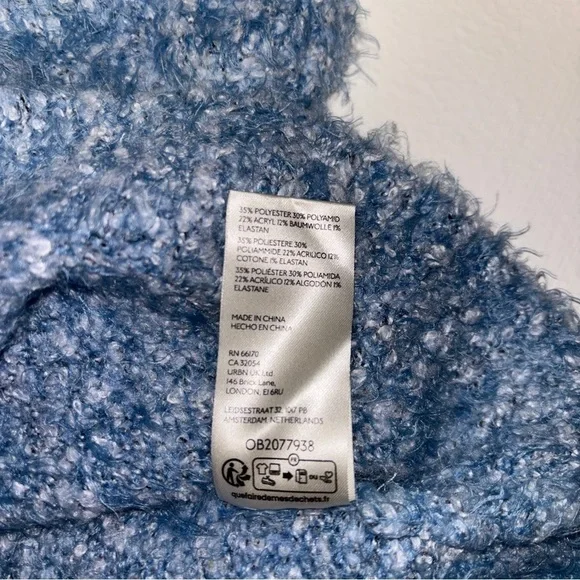 35% POLYESTER 30% POLYAMID
22% ACRYL 12% BAUMWOLLE 1%
ELASTAN
35% POLIESTERE 30%
POLIAMMIDE 22% ACRILICO 12%
COTONE 1% ELASTAN
35% POLIÉSTER 30% POLIAMIDA
22% ACRÍLICO 12% ALGODÓN 1%
ELASTANE
MADE IN CHINA
HECHO EN CHINA
RN 66170
CA 32054
URBN UK Ltd
146 Brick Lane,
LONDON, E1 6RU
LEIDSESTRAAT 32, 1017 PB
AMSTERDAM, NETHERLANDS
OB2077938
FR
OU
quefairedemesdechets.fr